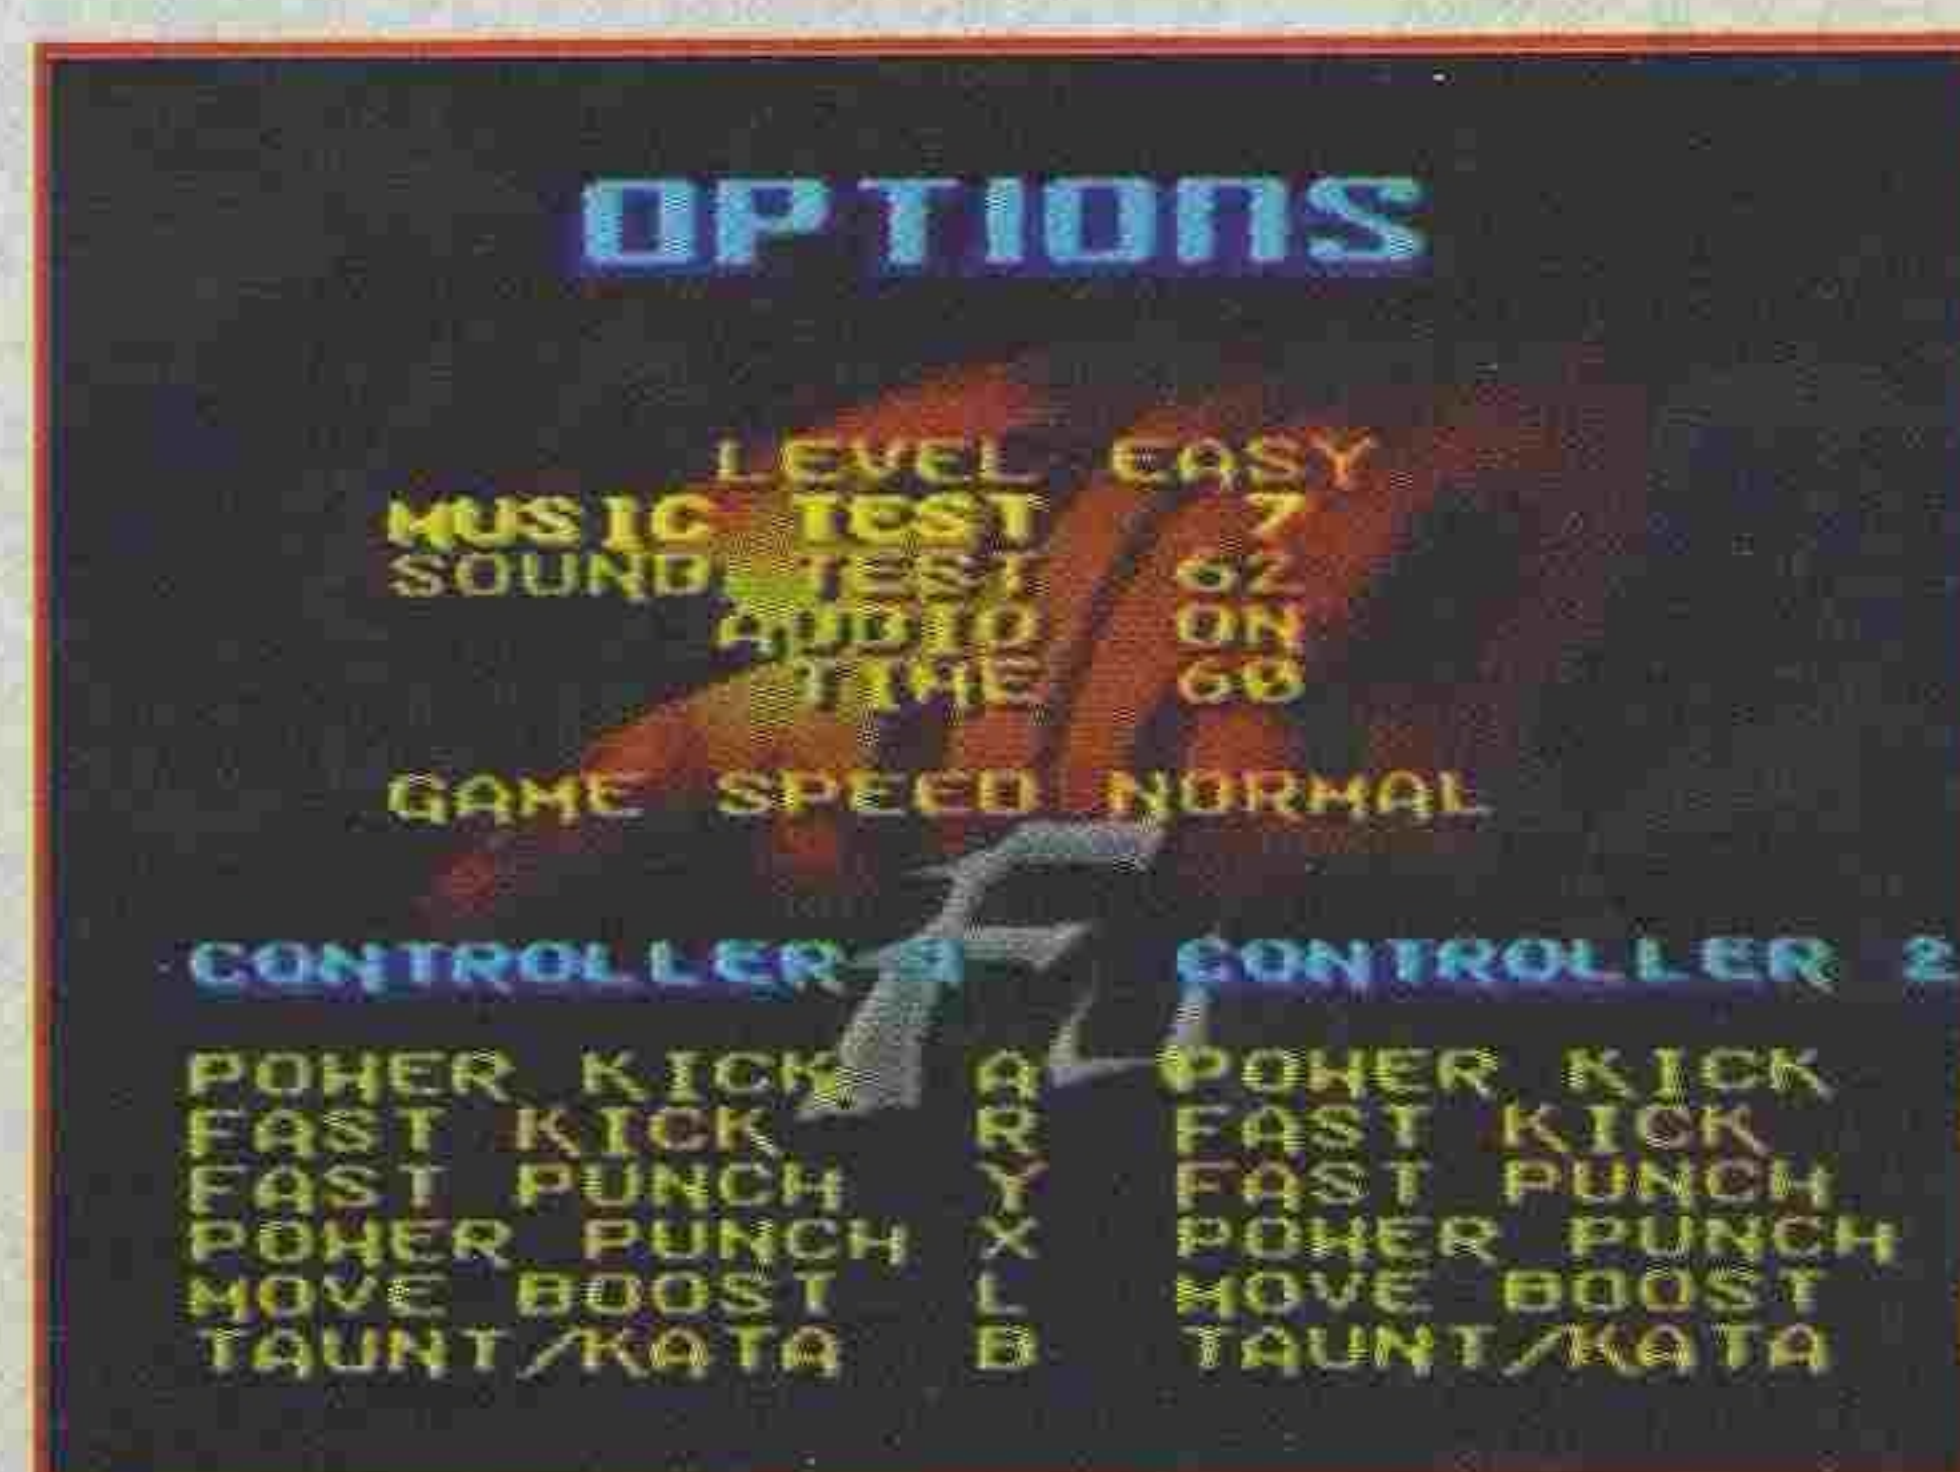 OPTIONS
LEVEL EASY
MUSIC TEST 7
SOUND TEST 62
AUDIO ON
TIME 60
GAME SPEED NORMAL
CONTROLLER CONTROLLER 2
POWER KICK A POWER KICK
FAST KICK R FAST KICK
FAST PUNCH Y FAST PUNCH
POWER PUNCH X POWER PUNCH
MOVE BOOST L MOVE BOOST
TAUNT/KATA B TAUNT/KATA